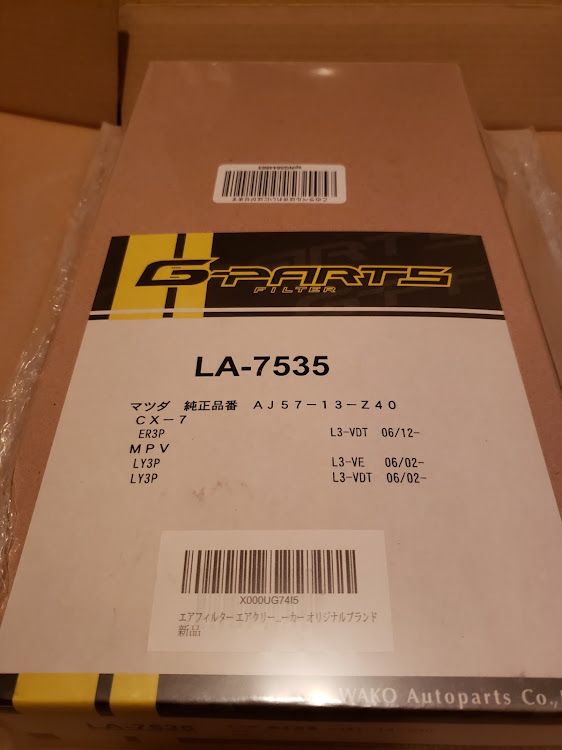 G-PARTS
FILTER
LA-7535
マツダ 純正品番 AJ57-13-Z40
CX-7
ER3P L3-VDT 06/12-
MPV
LY3P L3-VE 06/02-
LY3P L3-VDT 06/02-
X000UG74I5
エアフィルター エアクリ ーカー オリジナルブランド
新品
WAKO Autoparts Co.,
LA-7535